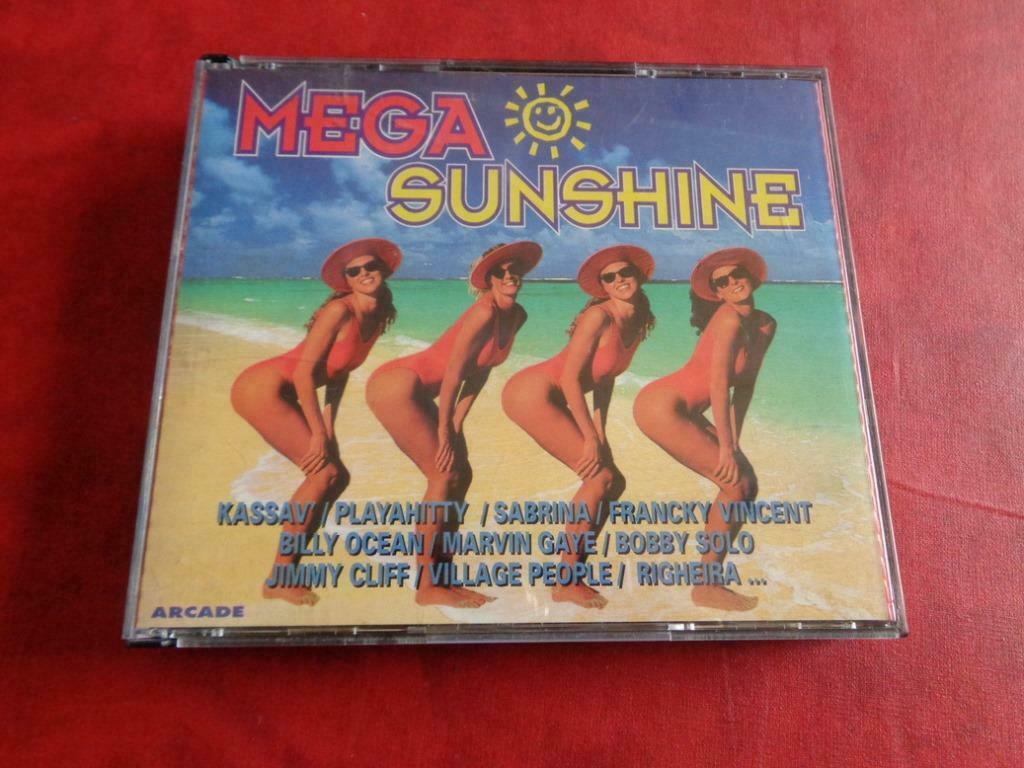 MEGA
SUNSHINE
KASSAV' / PLAYAHITTY / SABRINA / FRANCKY VINCENT
BILLY OCEAN / MARVIN GAYE / BOBBY SOLO
JIMMY CLIFF / VILLAGE PEOPLE / RIGHEIRA ...
ARCADE